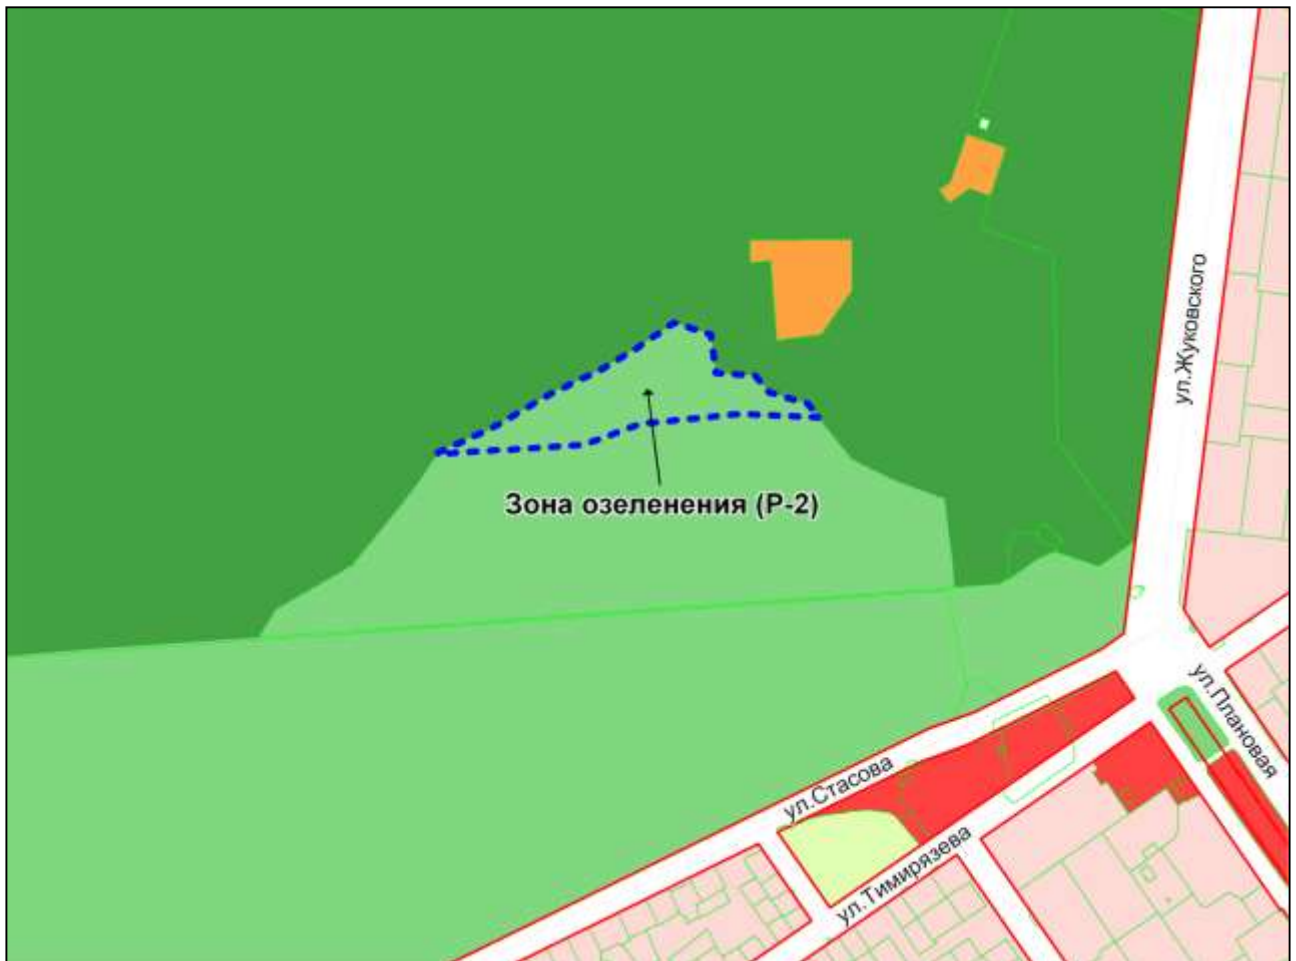 ул.Жуковского
Зона озеленения (Р-2)
ул.Плановая
ул.Стасова
ул.Тимирязева